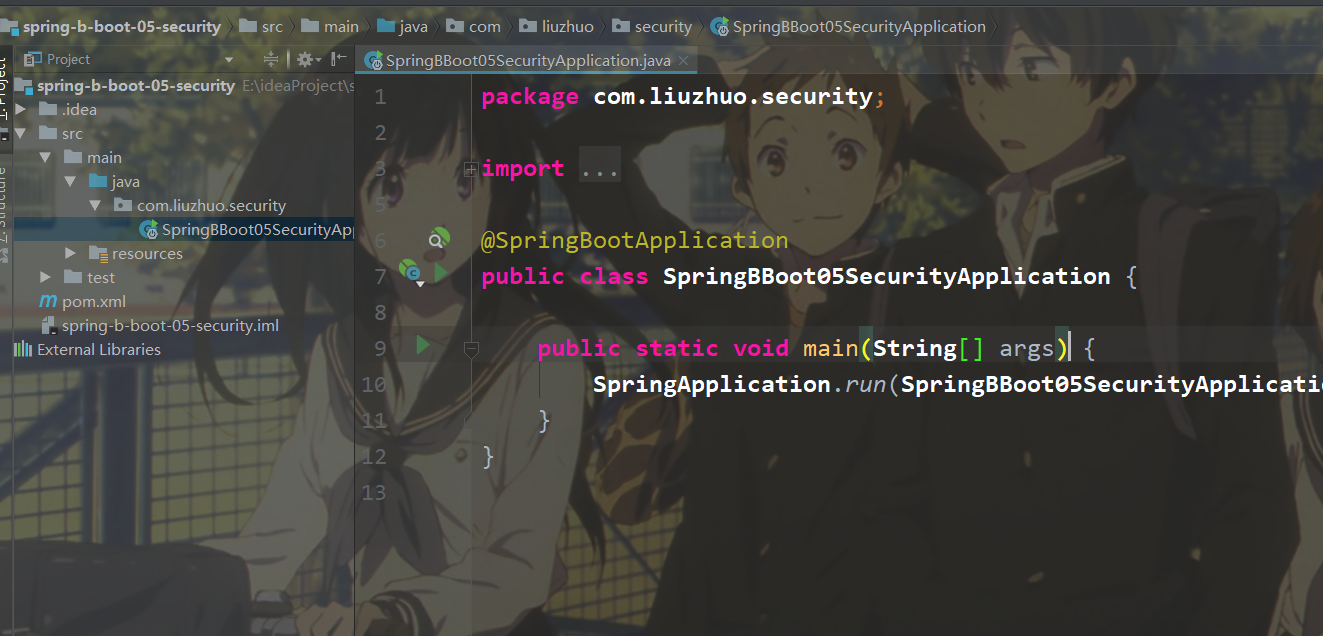 spring-b-boot-05-security src main java com liuzhuo security SpringBBoot05SecurityApplication
Project
SpringBBoot05SecurityApplication.java
spring-b-boot-05-security E:\ideaProject\s
.idea
src
main
java
com.liuzhuo.security
SpringBBoot05SecurityApp
resources
test
pom.xml
spring-b-boot-05-security.iml
External Libraries
1: Project
Z: Structure
1 package com.liuzhuo.security;
2
3 import ...
5
6 @SpringBootApplication
7 public class SpringBBoot05SecurityApplication {
8
9 public static void main(String[] args) {
10 SpringApplication.run(SpringBBoot05SecurityApplicati
11 }
12 }
13